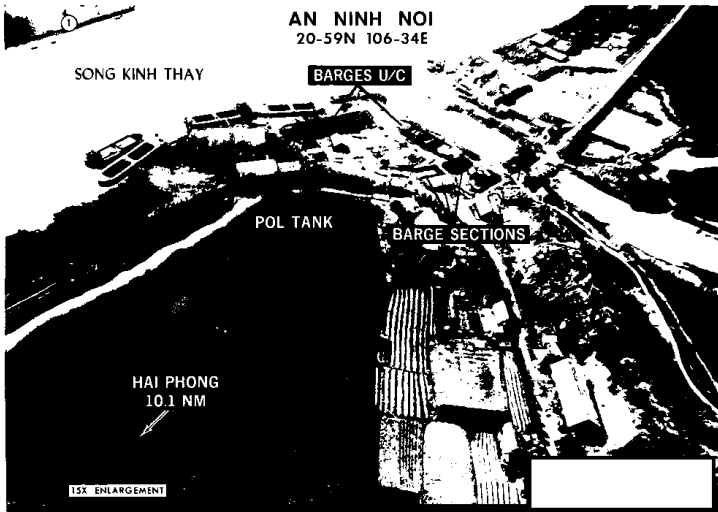 AN NINH NOI
20-59N 106-34E
1
SONG KINH THAY
BARGES U/C
POL TANK
BARGE SECTIONS
HAI PHONG
10.1 NM
15X ENLARGEMENT